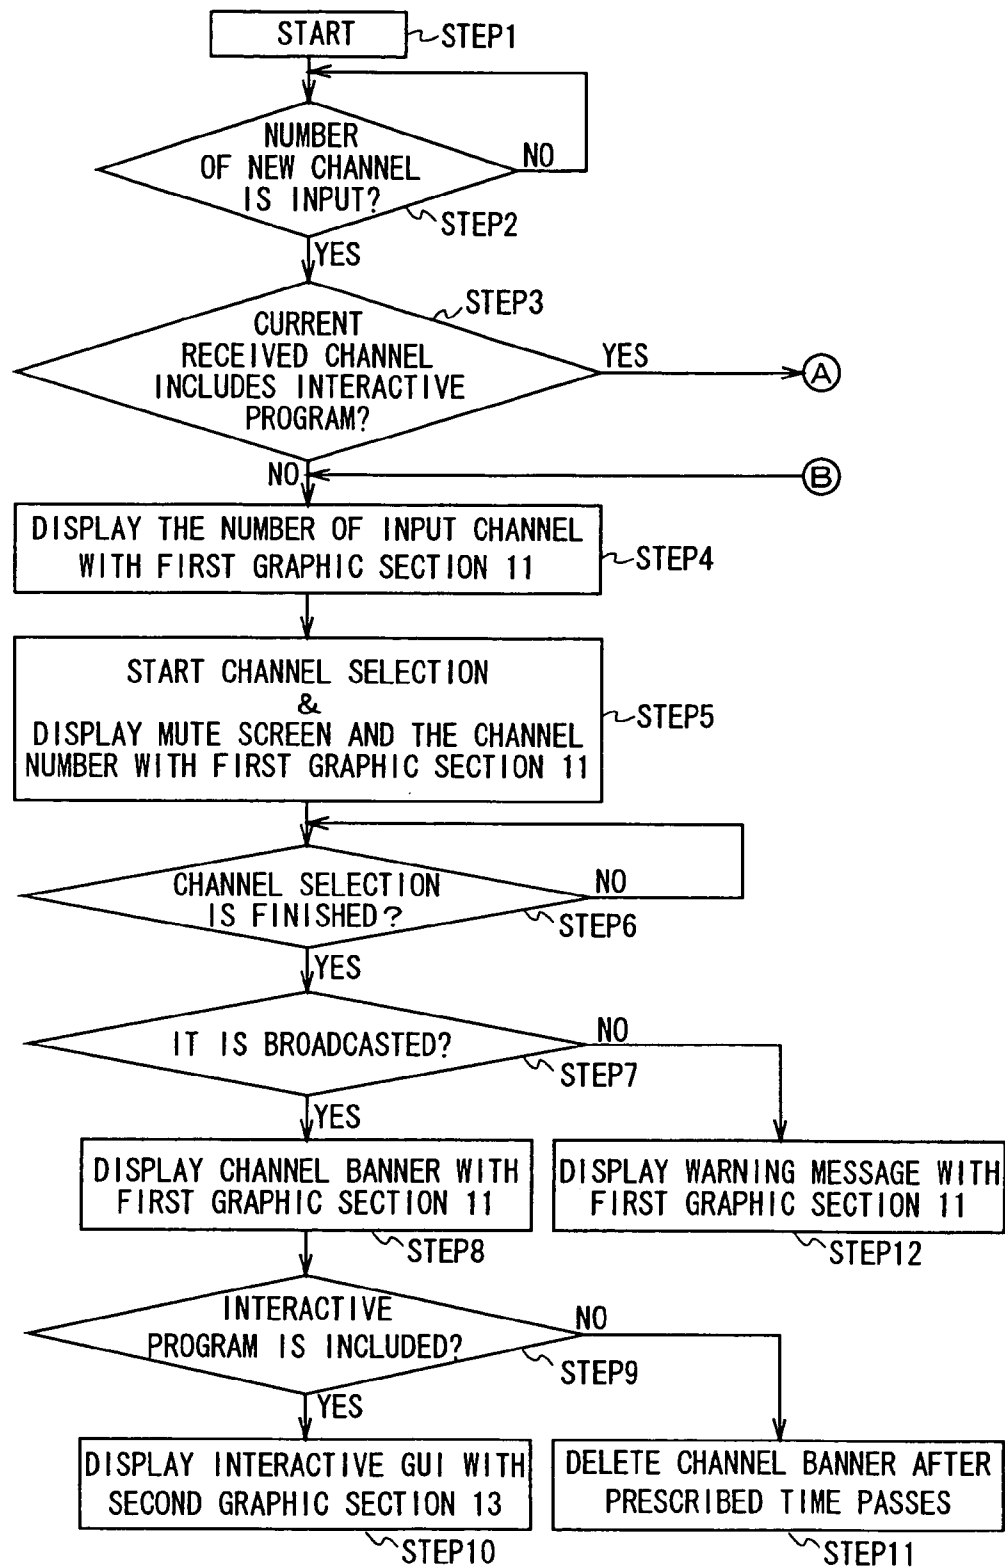 START
STEP1
NUMBER
OF NEW CHANNEL
IS INPUT?
NO
STEP2
YES
STEP3
CURRENT
RECEIVED CHANNEL
INCLUDES INTERACTIVE
PROGRAM?
YES
A
NO
B
DISPLAY THE NUMBER OF INPUT CHANNEL
WITH FIRST GRAPHIC SECTION 11
STEP4
START CHANNEL SELECTION
&
DISPLAY MUTE SCREEN AND THE CHANNEL
NUMBER WITH FIRST GRAPHIC SECTION 11
STEP5
CHANNEL SELECTION
IS FINISHED?
NO
STEP6
YES
IT IS BROADCASTED?
NO
STEP7
YES
DISPLAY CHANNEL BANNER WITH
FIRST GRAPHIC SECTION 11
STEP8
DISPLAY WARNING MESSAGE WITH
FIRST GRAPHIC SECTION 11
STEP12
INTERACTIVE
PROGRAM IS INCLUDED?
NO
STEP9
YES
DISPLAY INTERACTIVE GUI WITH
SECOND GRAPHIC SECTION 13
STEP10
DELETE CHANNEL BANNER AFTER
PRESCRIBED TIME PASSES
STEP11